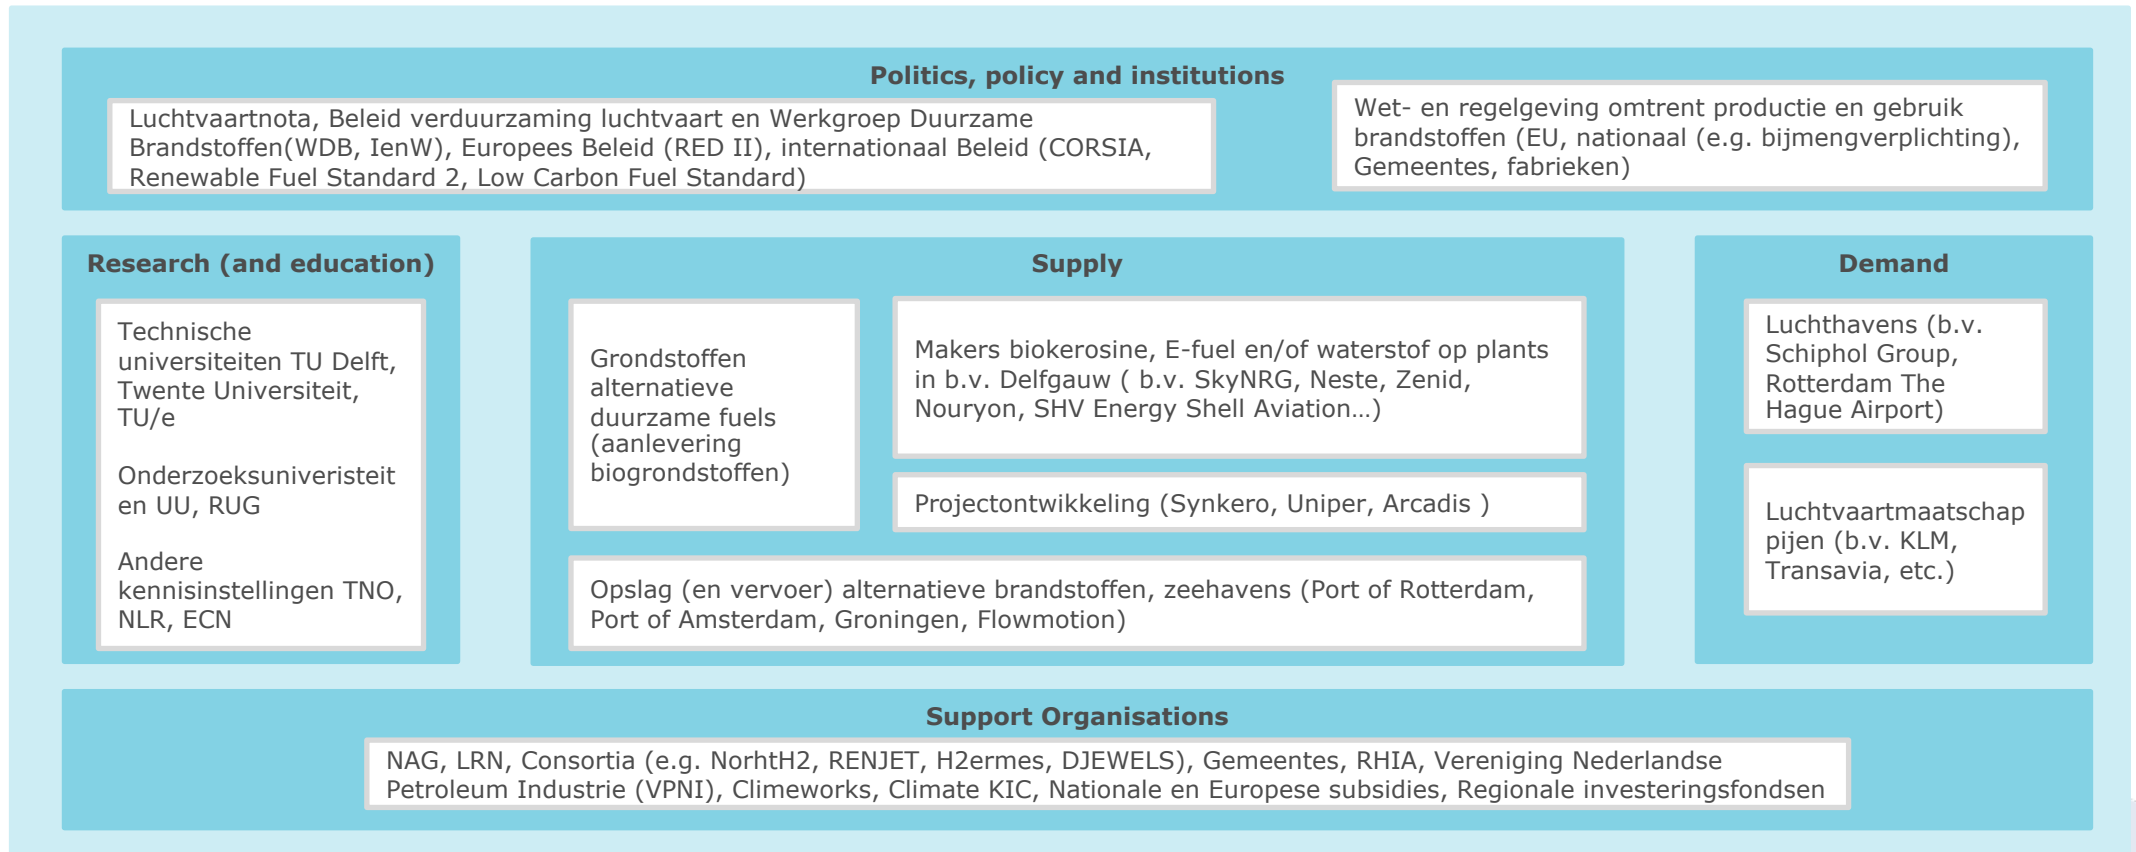 Politics, policy and institutions
Luchtvaartnota, Beleid verduurzaming luchtvaart en Werkgroep Duurzame
Brandstoffen(WDB, IenW), Europees Beleid (RED II), internationaal Beleid (CORSIA,
Renewable Fuel Standard 2, Low Carbon Fuel Standard)
Wet- en regelgeving omtrent productie en gebruik
brandstoffen (EU, nationaal (e.g. bijmengverplichting),
Gemeentes, fabrieken)
Research (and education)
Technische
universiteiten TU Delft,
Twente Universiteit,
TU/e
Onderzoeksuniveristeit
en UU, RUG
Andere
kennisinstellingen TNO,
NLR, ECN
Supply
Grondstoffen
alternatieve
duurzame fuels
(aanlevering
biogrondstoffen)
Makers biokerosine, E-fuel en/of waterstof op plants
in b.v. Delfgauw ( b.v. SkyNRG, Neste, Zenid,
Nouryon, SHV Energy Shell Aviation…)
Projectontwikkeling (Synkero, Uniper, Arcadis )
Opslag (en vervoer) alternatieve brandstoffen, zeehavens (Port of Rotterdam,
Port of Amsterdam, Groningen, Flowmotion)
Demand
Luchthavens (b.v.
Schiphol Group,
Rotterdam The
Hague Airport)
Luchtvaartmaatschap
pijen (b.v. KLM,
Transavia, etc.)
Support Organisations
NAG, LRN, Consortia (e.g. NorhtH2, RENJET, H2ermes, DJEWELS), Gemeentes, RHIA, Vereniging Nederlandse
Petroleum Industrie (VPNI), Climeworks, Climate KIC, Nationale en Europese subsidies, Regionale investeringsfondsen